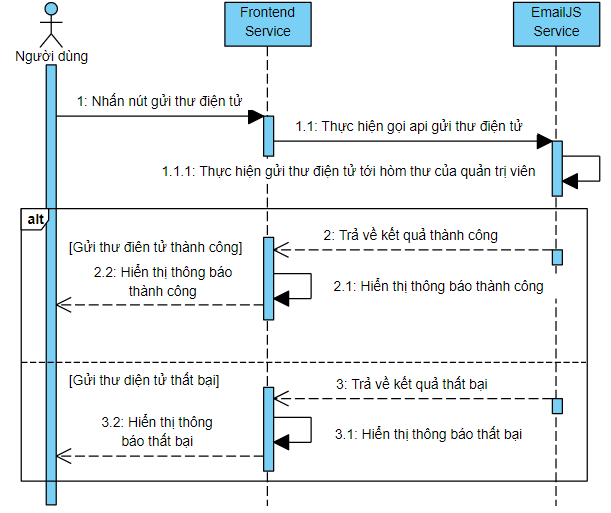 Người dùng
Frontend
Service
EmailJS
Service
1: Nhấn nút gửi thư điện tử
1.1: Thực hiện gọi api gửi thư điện tử
1.1.1: Thực hiện gửi thư điện tử tới hòm thư của quản trị viên
alt
2: Trả về kết quả thành công
[Gửi thư điện tử thành công]
2.2: Hiển thị thông báo
thành công
2.1: Hiển thị thông báo thành công
[Gửi thư diện tử thất bại]
3: Trả về kết quả thất bại
3.2: Hiển thị thông
báo thất bại
3.1: Hiển thị thông báo thất bại